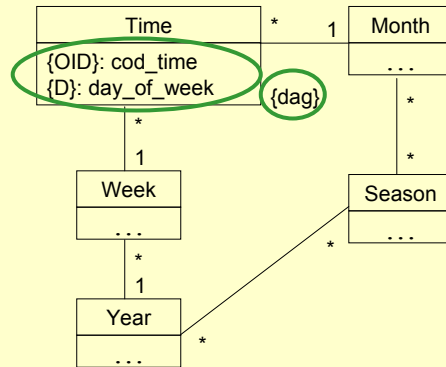 Time
* 1
Month
{OID}: cod_time
{D}: day_of_week
...
{dag}
*
1
*
*
Week
...
Season
...
*
1
*
Year
...
*